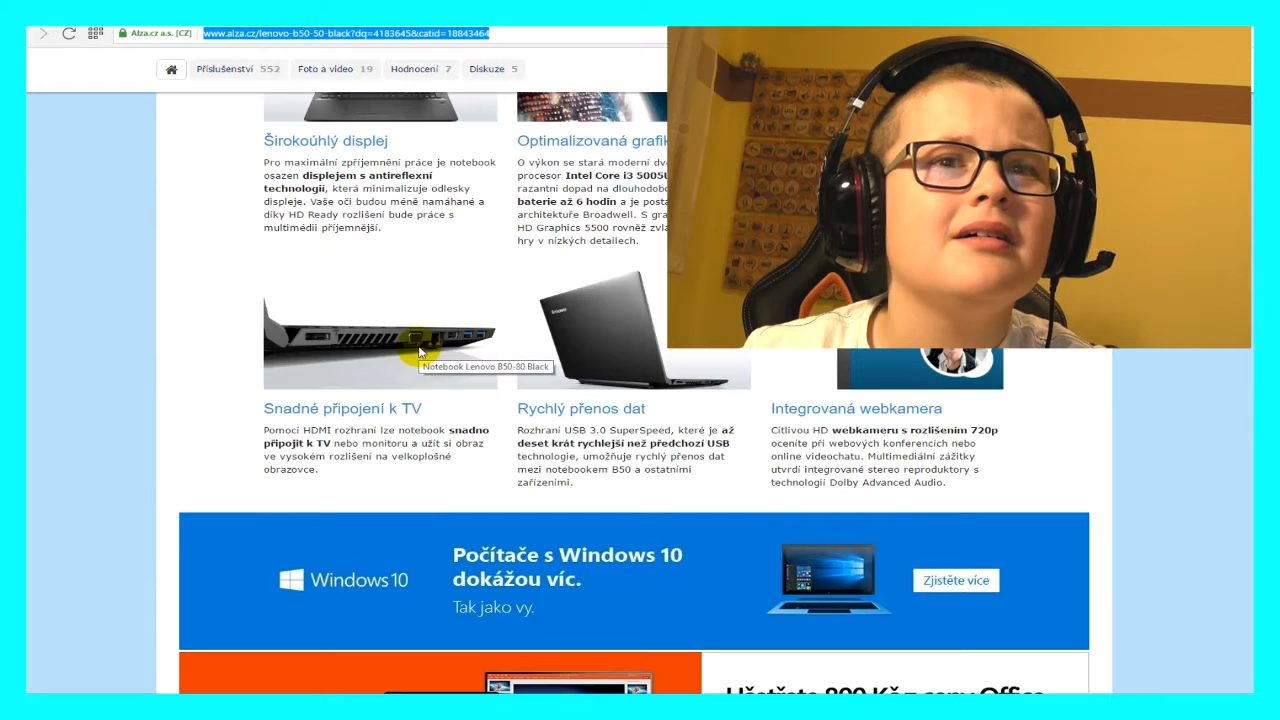 Alza.cz a.s. [CZ] www.alza.cz/lenovo-b50-50-black?dq=4183645&catid=18843464
Příslušenství 552 Foto a video 19 Hodnocení 7 Diskuze 5
Širokoúhlý displej
Pro maximální zpříjemnění práce je notebook
osazen displejem s antireflexní
technologií, která minimalizuje odlesky
displeje. Vaše oči budou méně namáhané a
díky HD Ready rozlišení bude práce s
multimédii příjemnější.
Optimalizovaná
O výkon se stará moderní
procesor Intel Core i3
razantní dopad na
baterie až 6 hodin a je
architektuře Broadwell. S
HD Graphics 5500 rovněž
hry v nízkých detailech.
Notebook Lenovo B50-80 Black
Snadné připojení k TV
Pomocí HDMI rozhraní lze notebook snadno
připojit k TV nebo monitoru a užít si obraz
ve vysokém rozlišení na velkoplošné
obrazovce.
Rychlý přenos dat
Rozhraní USB 3.0 SuperSpeed, které je až
deset krát rychlejší než předchozí USB
technologie, umožňuje rychlý přenos dat
mezi notebookem B50 a ostatními
zařízeními.
Integrovaná webkamera
Citlivou HD webkameru s rozlišením 720p
oceníte při webových konferencích nebo
online videochatu. Multimediální zážitky
utvrdí integrované stereo reproduktory s
technologií Dolby Advanced Audio.
Windows 10
Počítače s Windows 10
dokážou víc.
Tak jako vy.
Zjistěte více